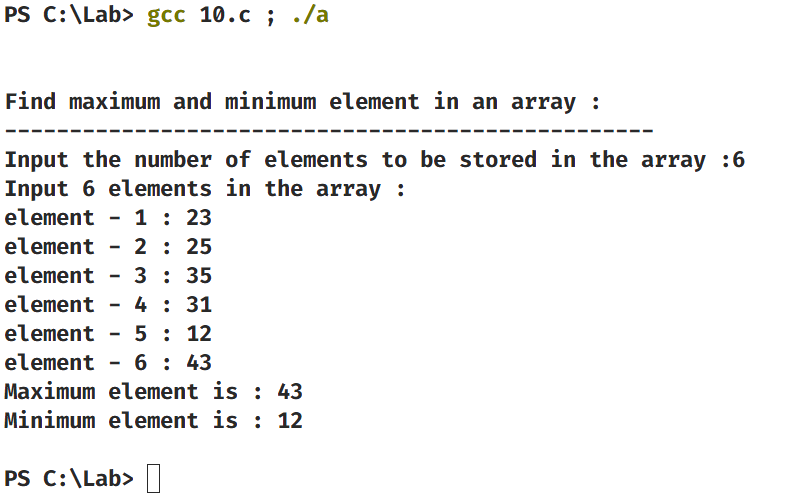 PS C:\Lab> gcc 10.c ; ./a
Find maximum and minimum element in an array :
--------------------------------------------------
Input the number of elements to be stored in the array :6
Input 6 elements in the array :
element - 1 : 23
element - 2 : 25
element - 3 : 35
element - 4 : 31
element - 5 : 12
element - 6 : 43
Maximum element is : 43
Minimum element is : 12
PS C:\Lab>